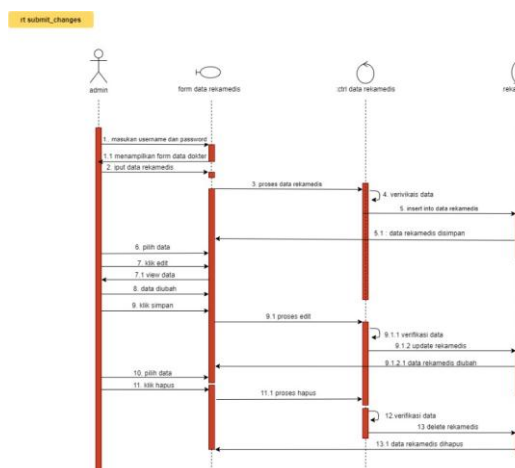 rt submit_changes
admin
form data rekamedis
ctrl data rekamedis
reka
1. masukan username dan password
1.1 menampilkan form data dokter
2. iput data rekamedis
3. proses data rekamedis
4. verivikais data
5. insert into data rekamedis
5.1 : data rekamedis disimpan
6. pilih data
7. klik edit
7.1 view data
8. data diubah
9. klik simpan
9.1 proses edit
9.1.1 verifikasi data
9.1.2 update rekamedis
9.1.2.1 data rekamedis diubah
10. pilih data
11. klik hapus
11.1 proses hapus
12.verifikasi data
13 delete rekamedis
13.1 data rekamedis dihapus